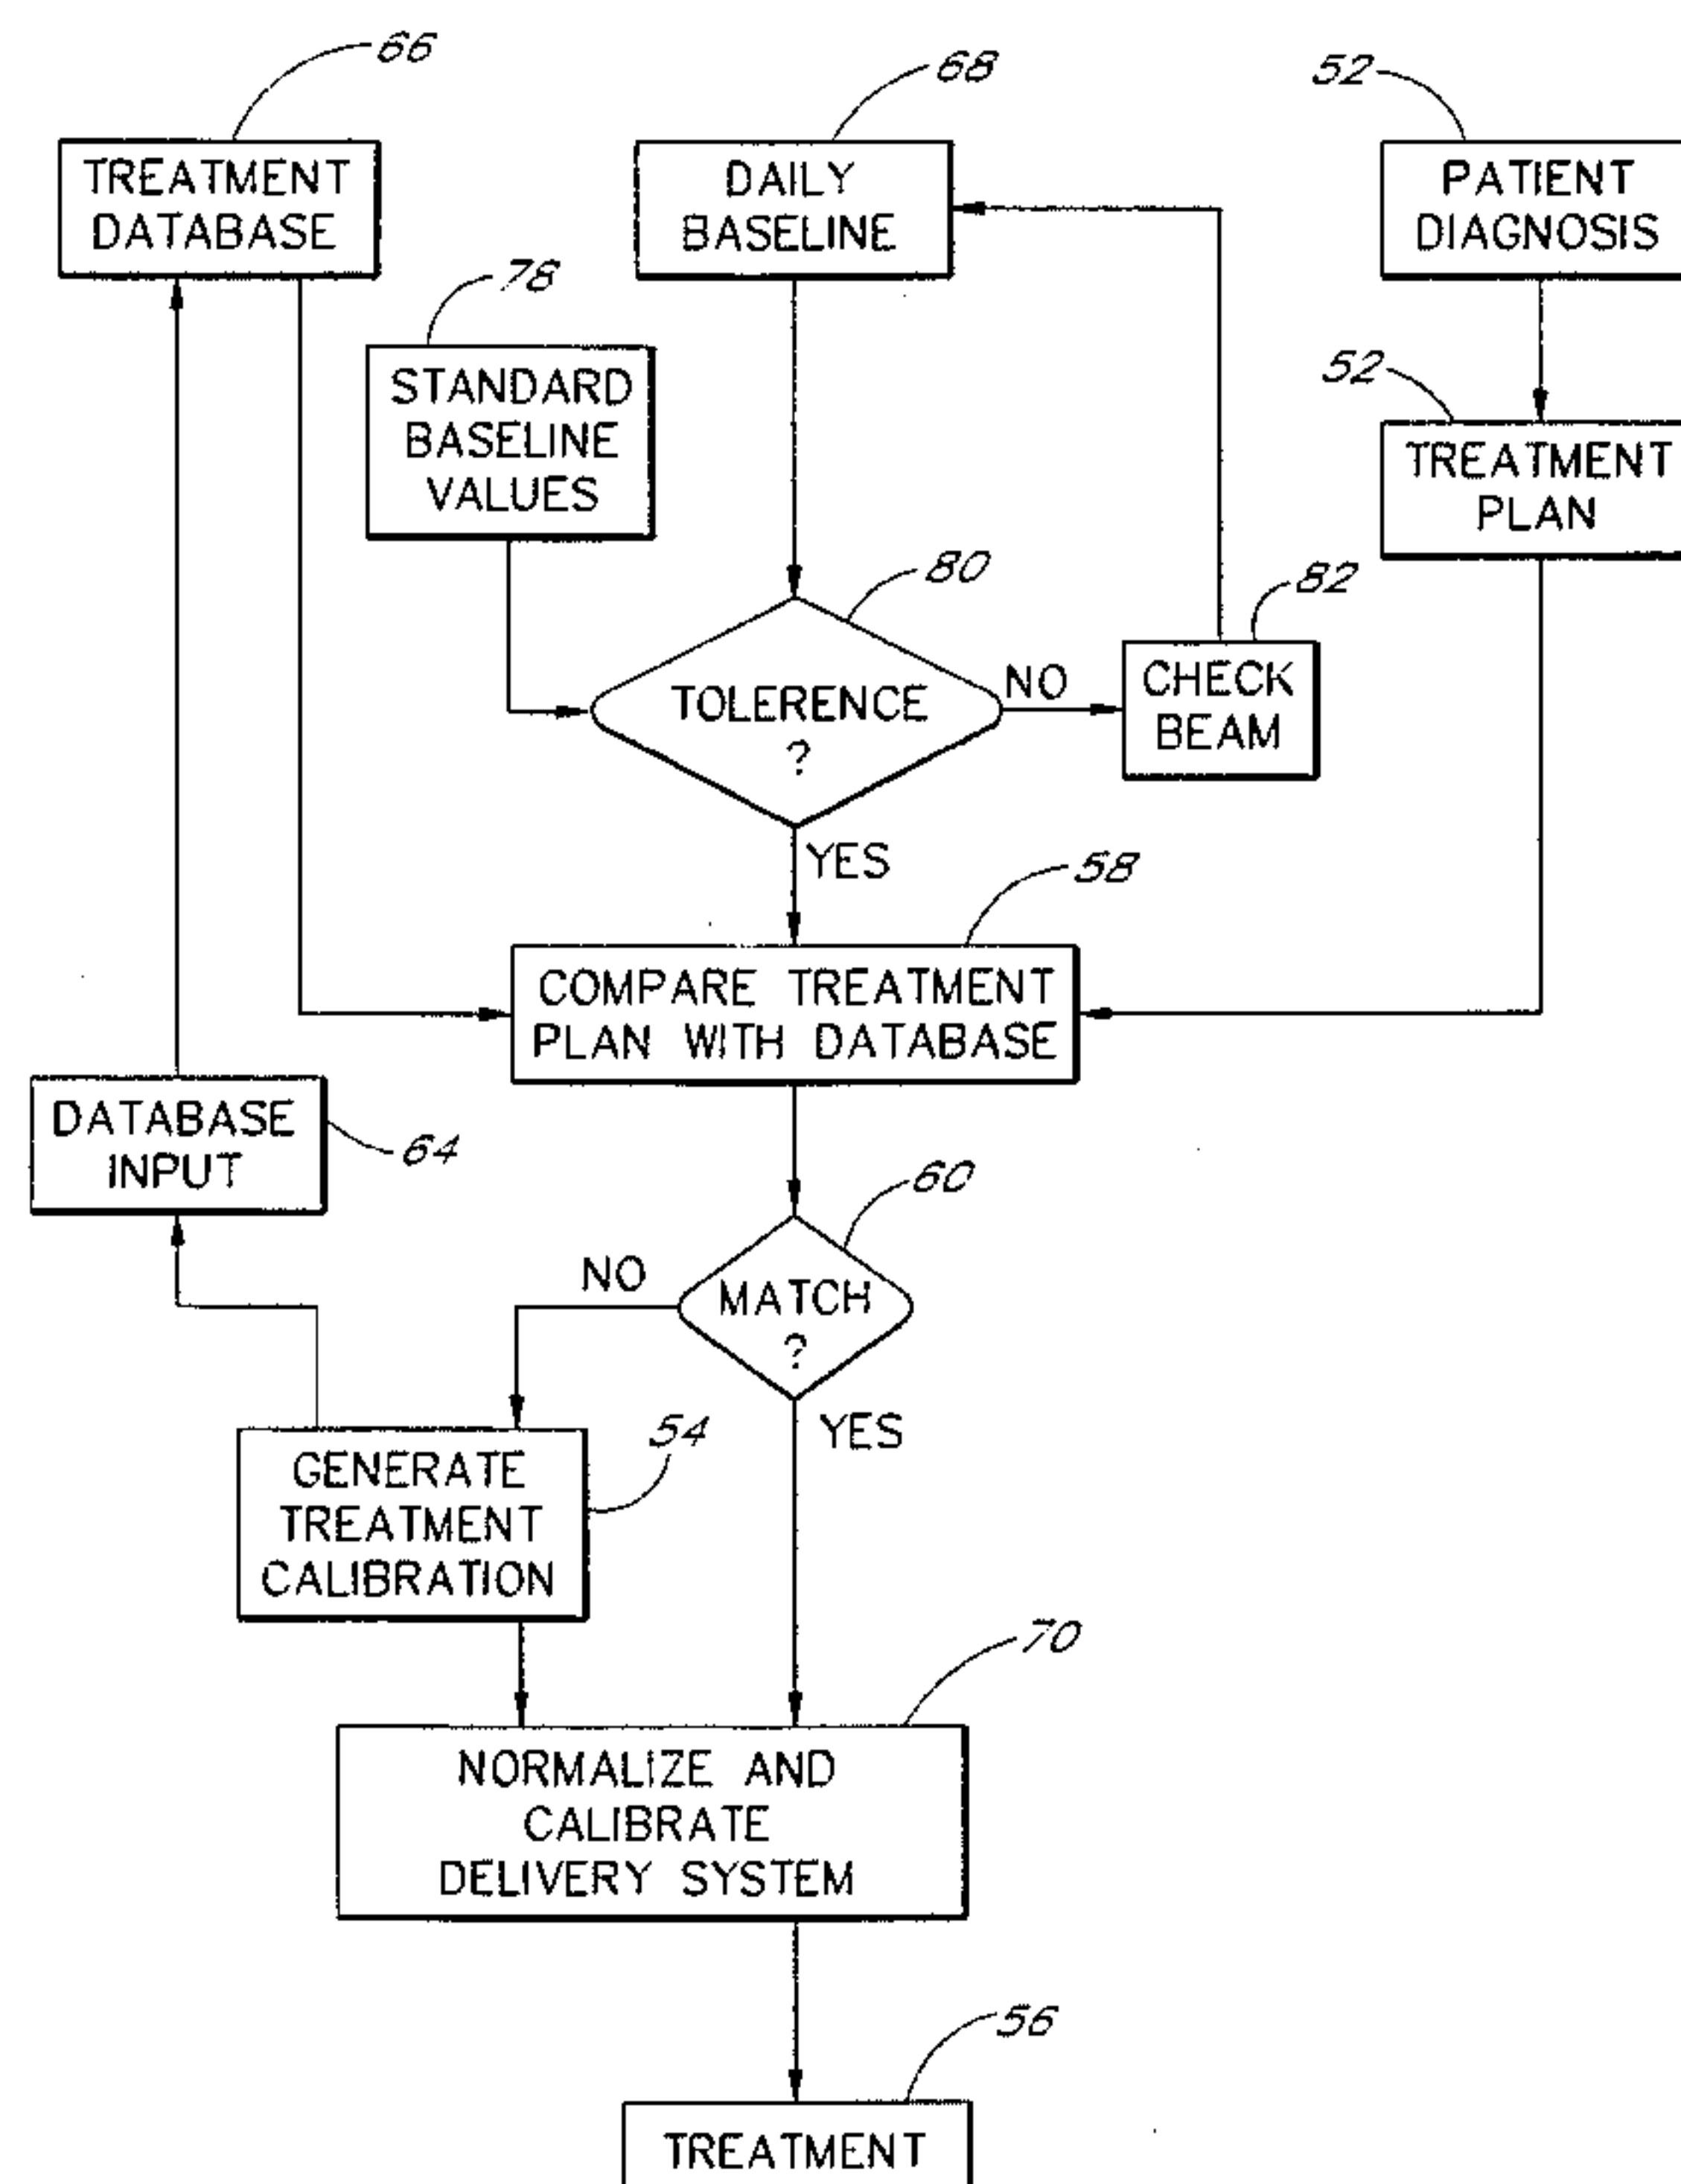 66
68
52
TREATMENT
DATABASE
DAILY
BASELINE
PATIENT
DIAGNOSIS
78
STANDARD
BASELINE
VALUES
52
TREATMENT
PLAN
80
82
TOLERENCE
?
NO
CHECK
BEAM
YES
58
COMPARE TREATMENT
PLAN WITH DATABASE
DATABASE
INPUT
64
60
MATCH
?
NO
YES
54
GENERATE
TREATMENT
CALIBRATION
70
NORMALIZE AND
CALIBRATE
DELIVERY SYSTEM
56
TREATMENT